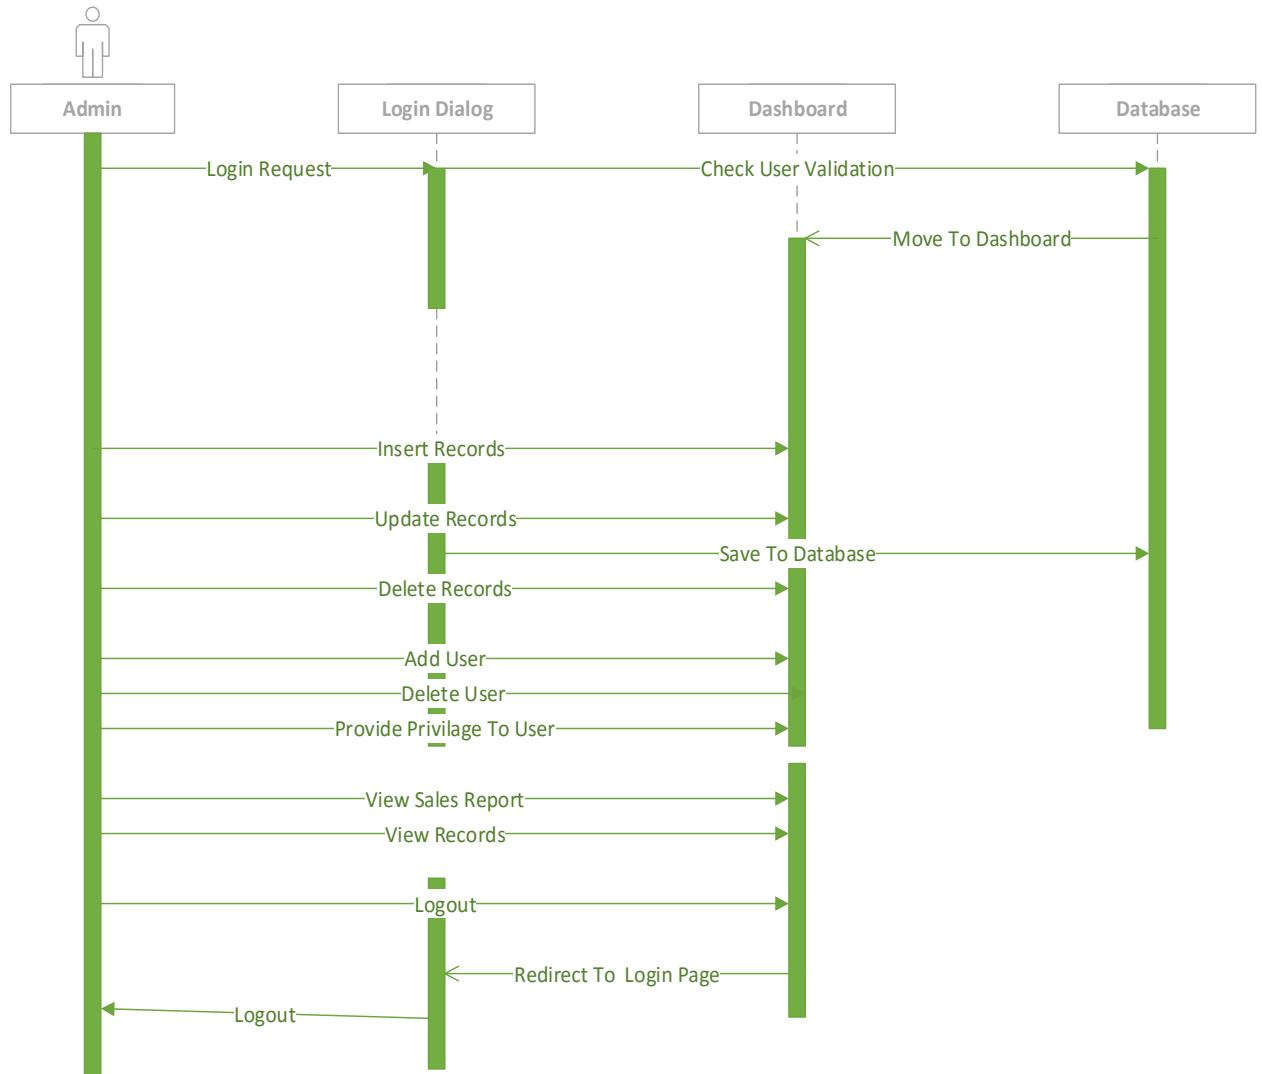 Admin
Login Dialog
Dashboard
Database
Login Request
Check User Validation
Move To Dashboard
Insert Records
Update Records
Save To Database
Delete Records
Add User
Delete User
Provide Privilage To User
View Sales Report
View Records
Logout
Redirect To Login Page
Logout